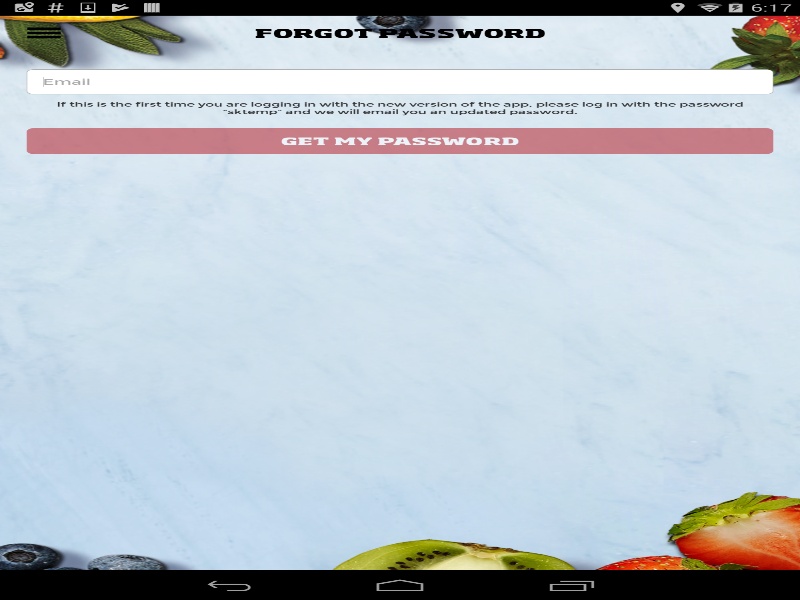 6:17
FORGOT PASSWORD
Email
If this is the first time you are logging in with the new version of the app, please log in with the password
"sktemp" and we will email you an updated password.
GET MY PASSWORD